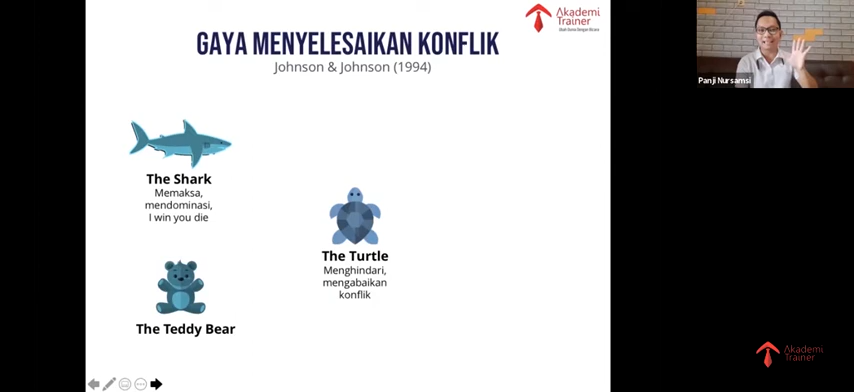 Akademi
Trainer
GAYA MENYELESAIKAN KONFLIK
Johnson & Johnson (1994)
Panji Nursamsi
The Shark
Memaksa,
mendominasi,
I win you die
The Turtle
Menghindari,
mengabaikan
konflik
The Teddy Bear
Akademi
Trainer